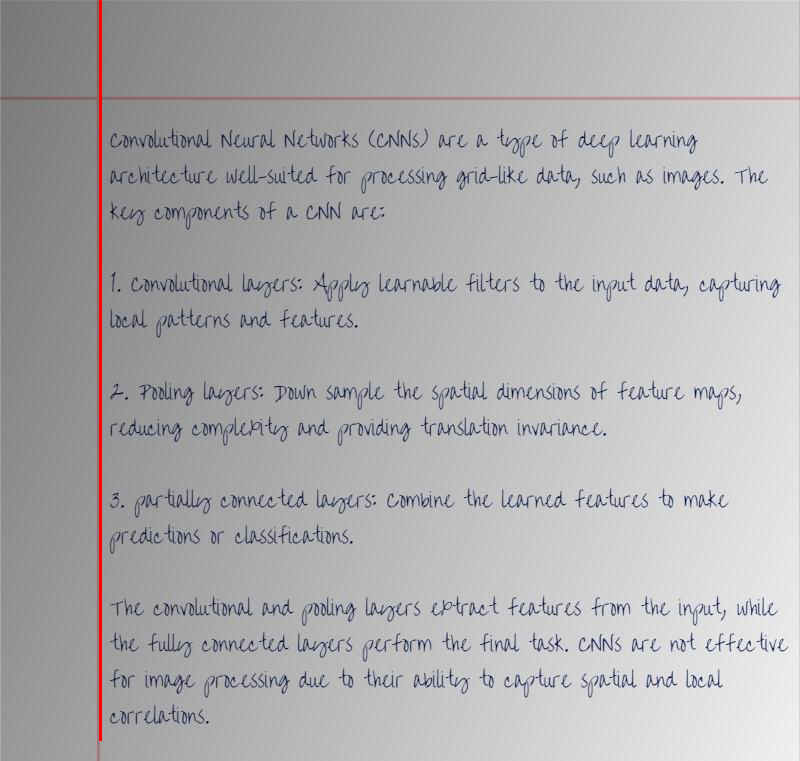 Convolutional Neural Networks (CNNs) are a type of deep learning
architecture well-suited for processing grid-like data, such as images. The
key components of a CNN are:
1. Convolutional layers: Apply learnable filters to the input data, capturing
local patterns and features.
2. Pooling layers: Down sample the spatial dimensions of feature maps,
reducing complexity and providing translation invariance.
3. partially connected layers: Combine the learned features to make
predictions or classifications.
The convolutional and pooling layers extract features from the input, while
the fully connected layers perform the final task. CNNs are not effective
for image processing due to their ability to capture spatial and local
correlations.